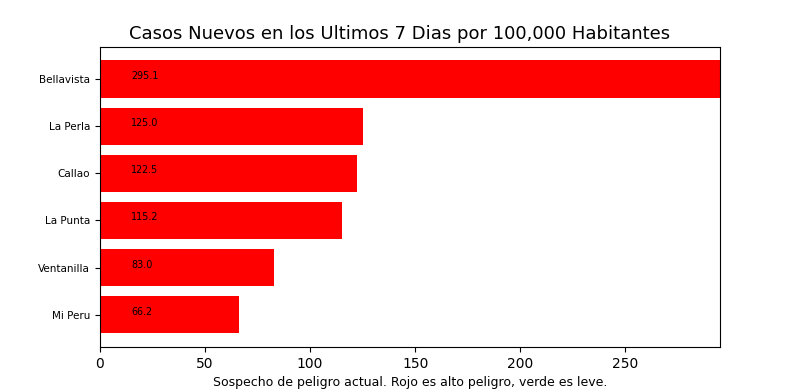 Casos Nuevos en los Ultimos 7 Dias por 100,000 Habitantes
Bellavista 295.1
La Perla 125.0
Callao 122.5
La Punta 115.2
Ventanilla 83.0
Mi Peru 66.2
0 50 100 150 200 250
Sospecho de peligro actual. Rojo es alto peligro, verde es leve.